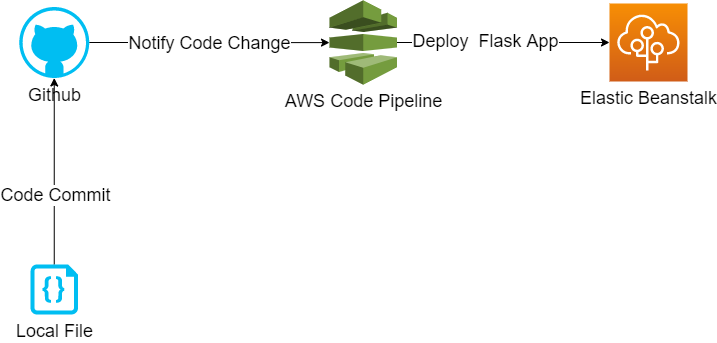 Notify Code Change
Deploy  Flask App
Github
AWS Code Pipeline
Elastic Beanstalk
Code Commit
{}
Local File